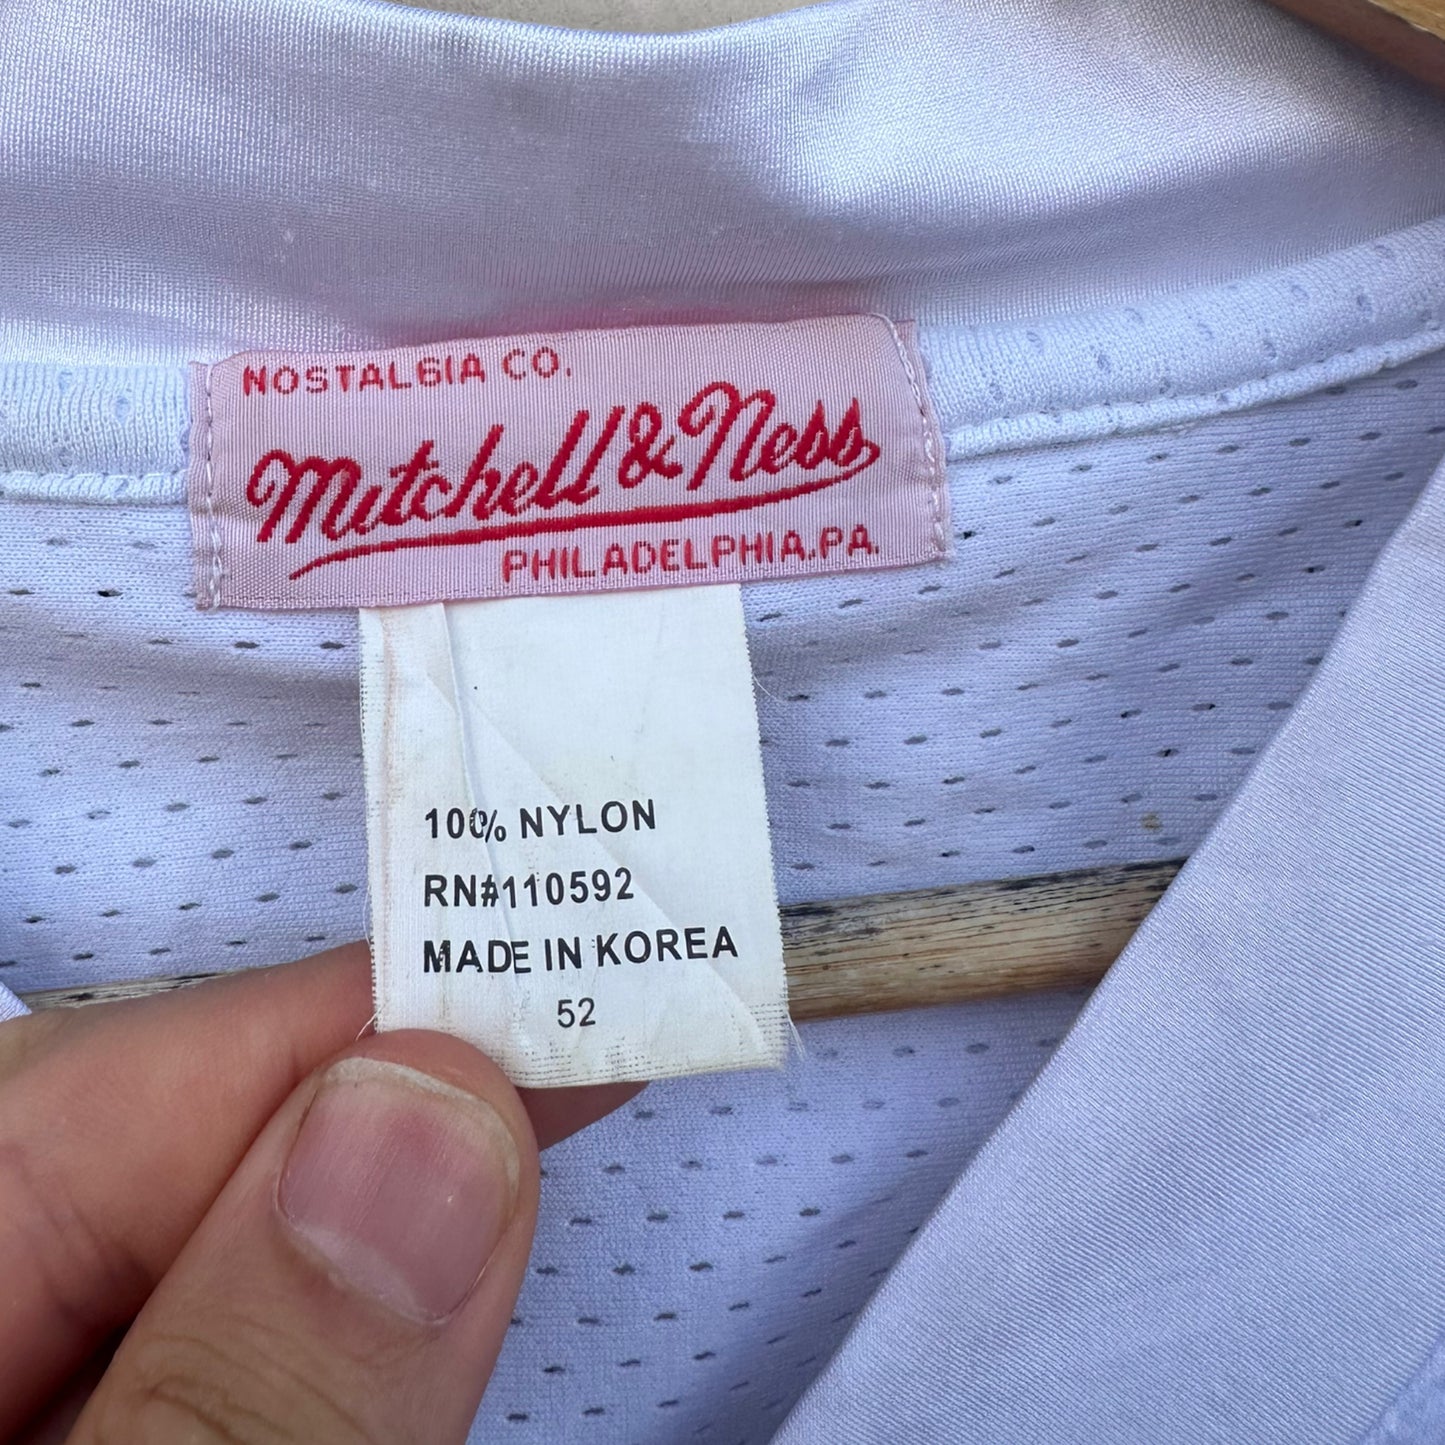 NOSTALGIA CO.
Mitchell & Ness
PHILADELPHIA.PA.
100% NYLON
RN#110592
MADE IN KOREA
52